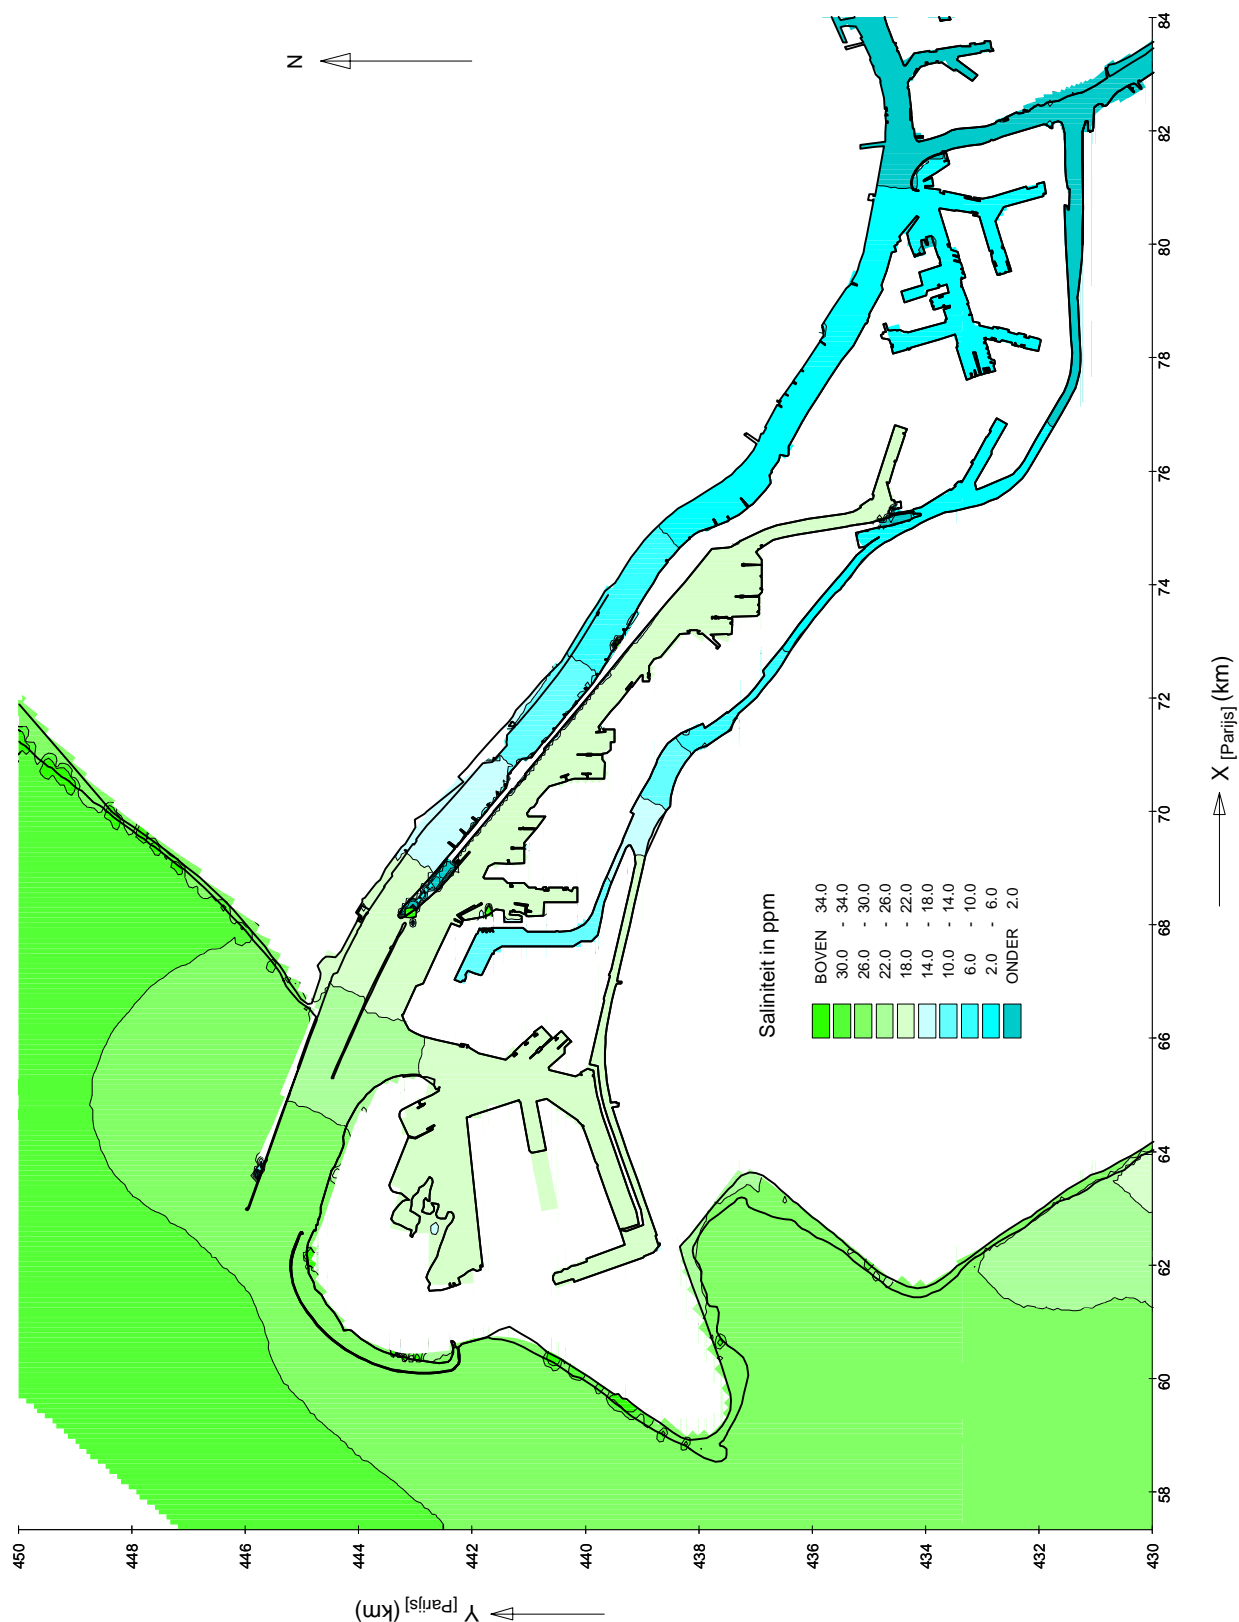 N
Saliniteit in ppm
BOVEN 34.0
30.0 - 34.0
26.0 - 30.0
22.0 - 26.0
18.0 - 22.0
14.0 - 18.0
10.0 - 14.0
6.0 - 10.0
2.0 - 6.0
ONDER 2.0
450
448
446
444
442
440
438
436
434
432
430
Y [Parijs] (km)
58
60
62
64
66
68
70
72
74
76
78
80
82
84
X [Parijs] (km)